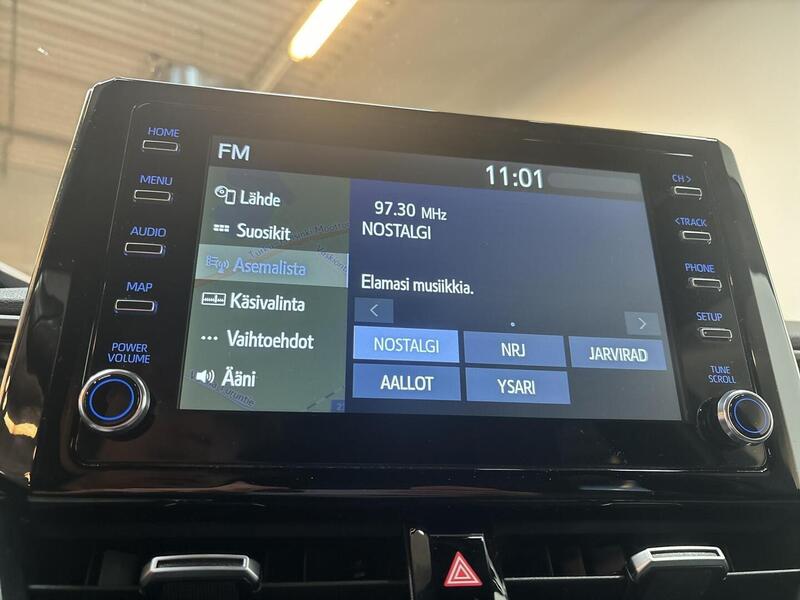 HOME
MENU
AUDIO
MAP
POWER
VOLUME
FM
11:01
Lähde
Suosikit
Asemalista
Käsivalinta
Vaihtoehdot
Ääni
97.30 MHz
NOSTALGI
Elamasi musiikkia.
<
>
NOSTALGI
NRJ
JARVIRAD
AALLOT
YSARI
CH >
< TRACK
PHONE
SETUP
TUNE
SCROLL